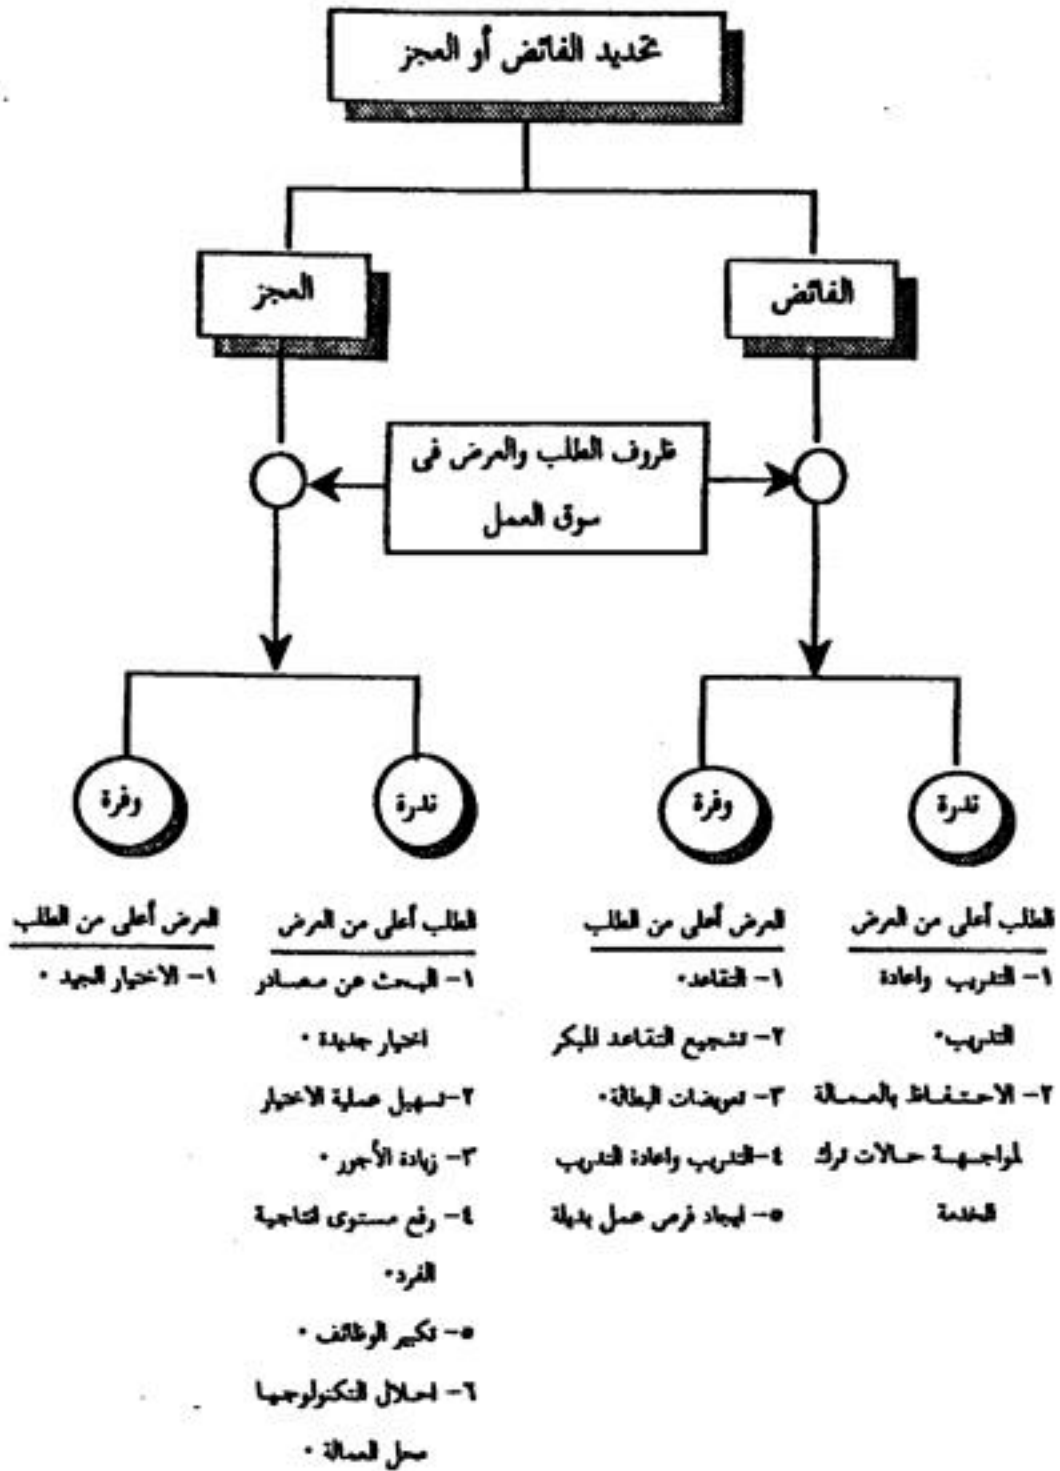 تحديد الفائض أو العجز
الفائض
العجز
ظروف الطلب والعرض فى
سوق العمل
ندرة
وفرة
ندرة
وفرة
الطلب أعلى من العرض
١- التدريب واعادة
التدريب٠
٢- الاحتفاظ بالعمالة
لمواجهة حالات ترك
الخدمة
العرض أعلى من الطلب
١- التقاعد٠
٢- تشجيع التقاعد المبكر
٣- تعويضات البطالة٠
٤-التدريب واعادة التدريب
٥- ايجاد فرص عمل بديلة
الطلب أعلى من العرض
١- البحث عن مصادر
اختيار جديدة ٠
٢-تسهيل عملية الاختيار
٣- زيادة الأجور ٠
٤- رفع مستوى انتاجية
الفرد٠
٥- تكبير الوظائف ٠
٦- احلال التكنولوجيا
محل العمالة ٠
العرض أعلى من الطلب
١- الاختيار الجيد ٠